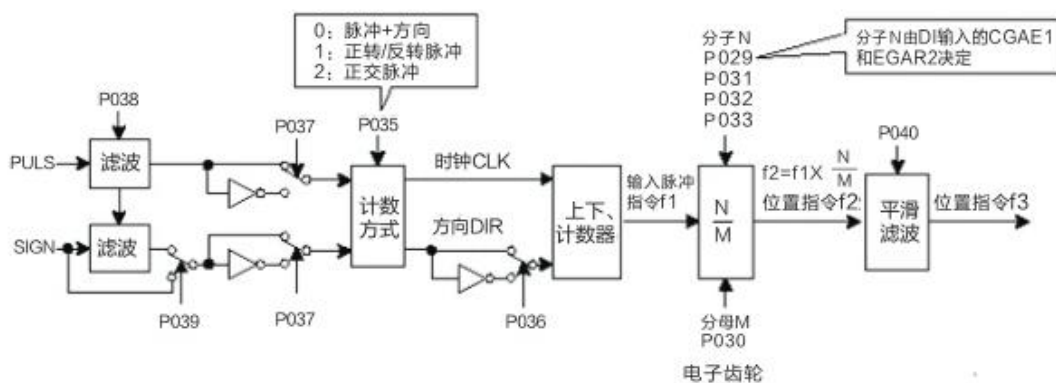 0：脉冲+方向
1：正转/反转脉冲
2：正交脉冲
分子N
P029
P031
P032
P033
分子N由DI输入的CGAE1
和EGAR2决定
P038
P037
P035
P040
PULS
滤波
时钟CLK
计数
方式
上下、
计数器
输入脉冲
指令f1
N
M
f2=f1X N/M
位置指令f2:
平滑
滤波
位置指令f3
SIGN
滤波
方向DIR
P039
P037
P036
分母M
P030
电子齿轮